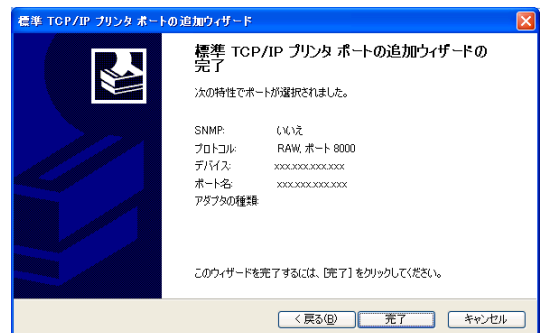 標準 TCP/IP プリンタ ポートの追加ウィザード
標準 TCP/IP プリンタ ポートの追加ウィザードの
完了
次の特性でポートが選択されました。
SNMP: いいえ
プロトコル: RAW, ポート 8000
デバイス: xxx.xxx.xxx.xxx
ポート名: xxx.xxx.xxx.xxx
アダプタの種類:
このウィザードを完了するには、[完了] をクリックしてください。
< 戻る(B) 完了 キャンセル